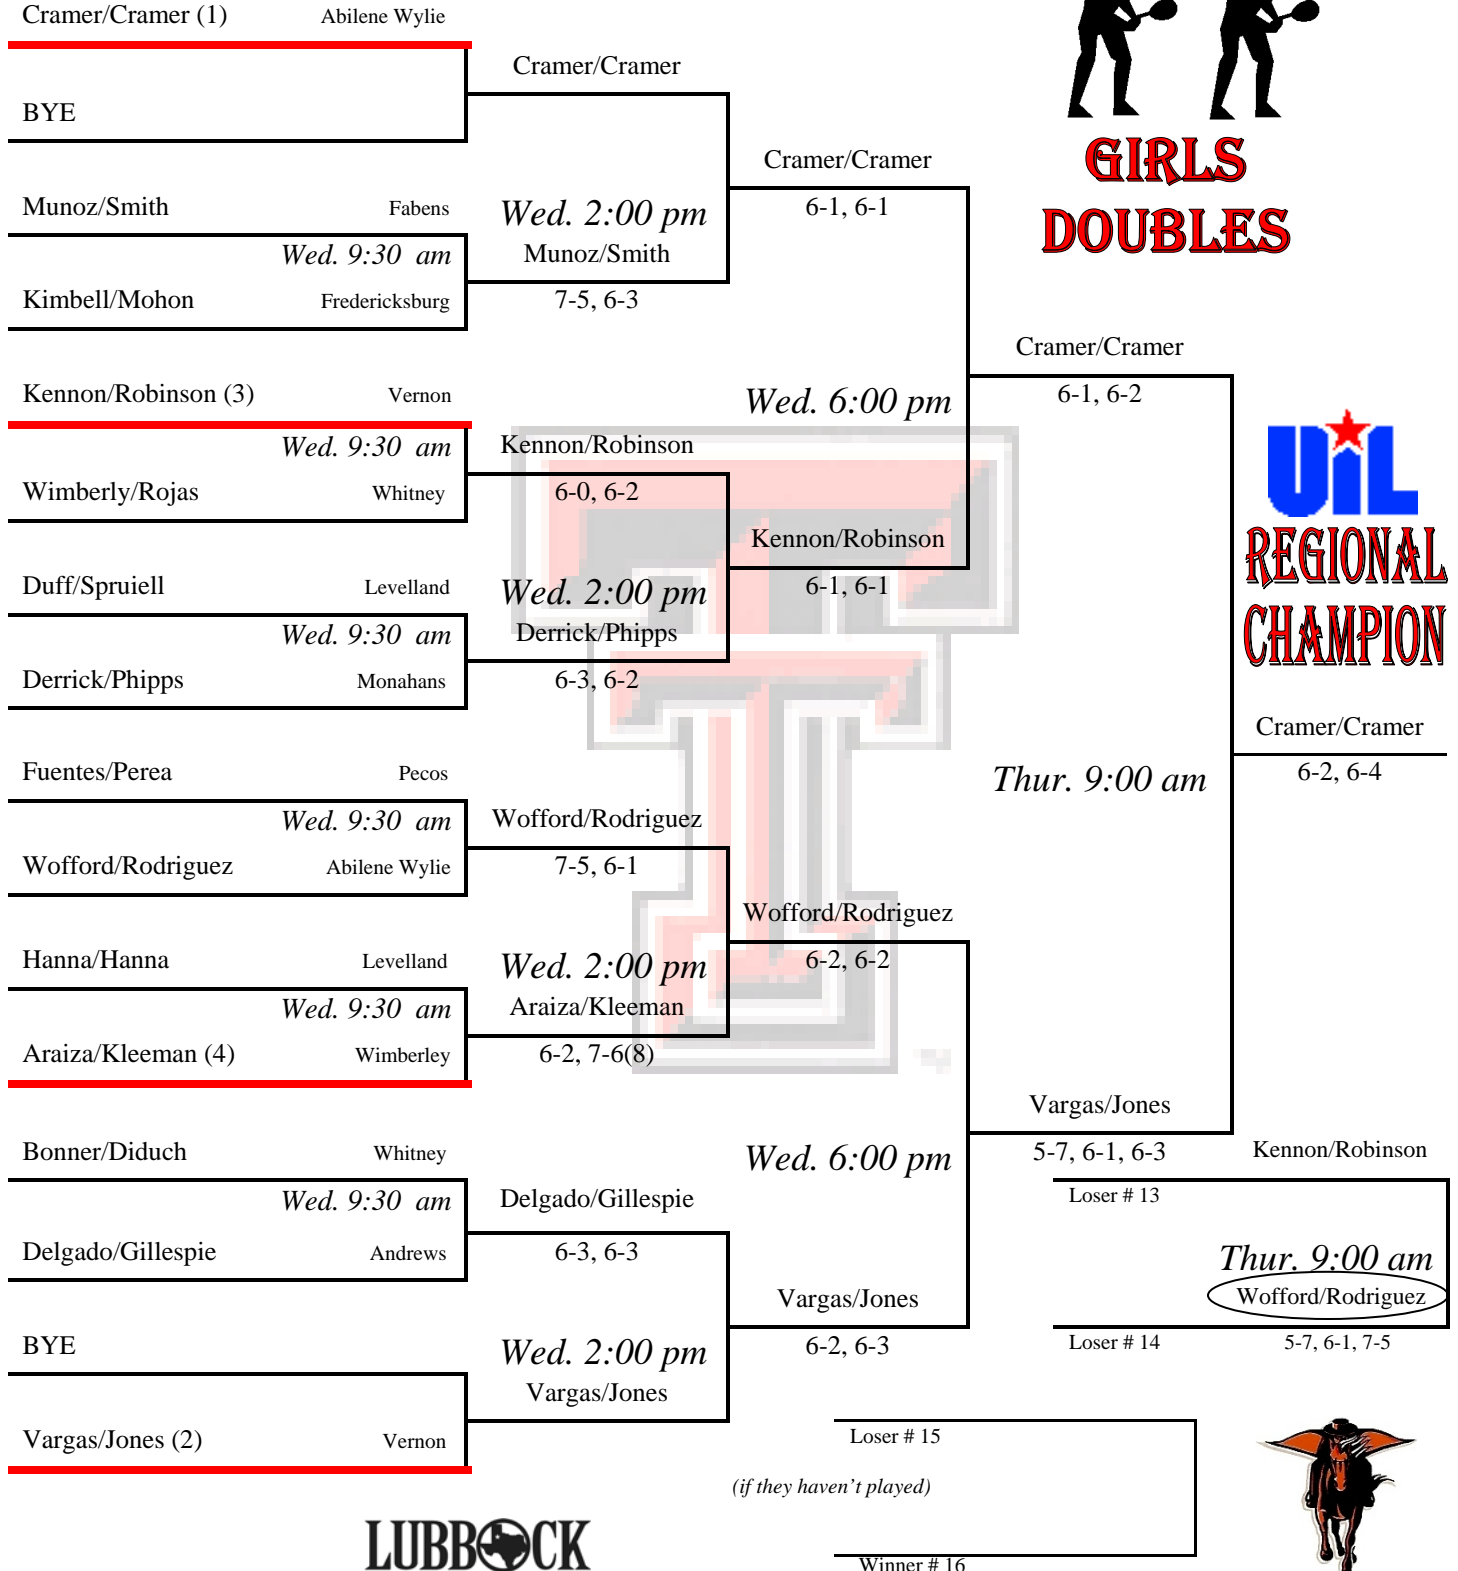 Cramer/Cramer (1) Abilene Wylie
Cramer/Cramer
BYE
Cramer/Cramer
GIRLS
DOUBLES
Munoz/Smith Fabens
Wed. 2:00 pm
6-1, 6-1
Wed. 9:30 am
Munoz/Smith
Kimbell/Mohon Fredericksburg
7-5, 6-3
Cramer/Cramer
Kennon/Robinson (3) Vernon
Wed. 6:00 pm
6-1, 6-2
Wed. 9:30 am
Kennon/Robinson
UIL
Wimberly/Rojas Whitney
6-0, 6-2
Kennon/Robinson
REGIONAL
CHAMPION
Duff/Spruiell Levelland
Wed. 2:00 pm
6-1, 6-1
Wed. 9:30 am
Derrick/Phipps
Derrick/Phipps Monahans
6-3, 6-2
Cramer/Cramer
Fuentes/Perea Pecos
Thur. 9:00 am
6-2, 6-4
Wed. 9:30 am
Wofford/Rodriguez
Wofford/Rodriguez Abilene Wylie
7-5, 6-1
Wofford/Rodriguez
Hanna/Hanna Levelland
Wed. 2:00 pm
6-2, 6-2
Wed. 9:30 am
Araiza/Kleeman
Araiza/Kleeman (4) Wimberley
6-2, 7-6(8)
Vargas/Jones
Bonner/Diduch Whitney
Wed. 6:00 pm
5-7, 6-1, 6-3
Kennon/Robinson
Wed. 9:30 am
Delgado/Gillespie
Loser # 13
Delgado/Gillespie Andrews
6-3, 6-3
Thur. 9:00 am
Vargas/Jones
Wofford/Rodriguez
BYE
Wed. 2:00 pm
6-2, 6-3
Loser # 14
5-7, 6-1, 7-5
Vargas/Jones
Vargas/Jones (2) Vernon
Loser # 15
(if they haven't played)
LUBBOCK
Winner # 16